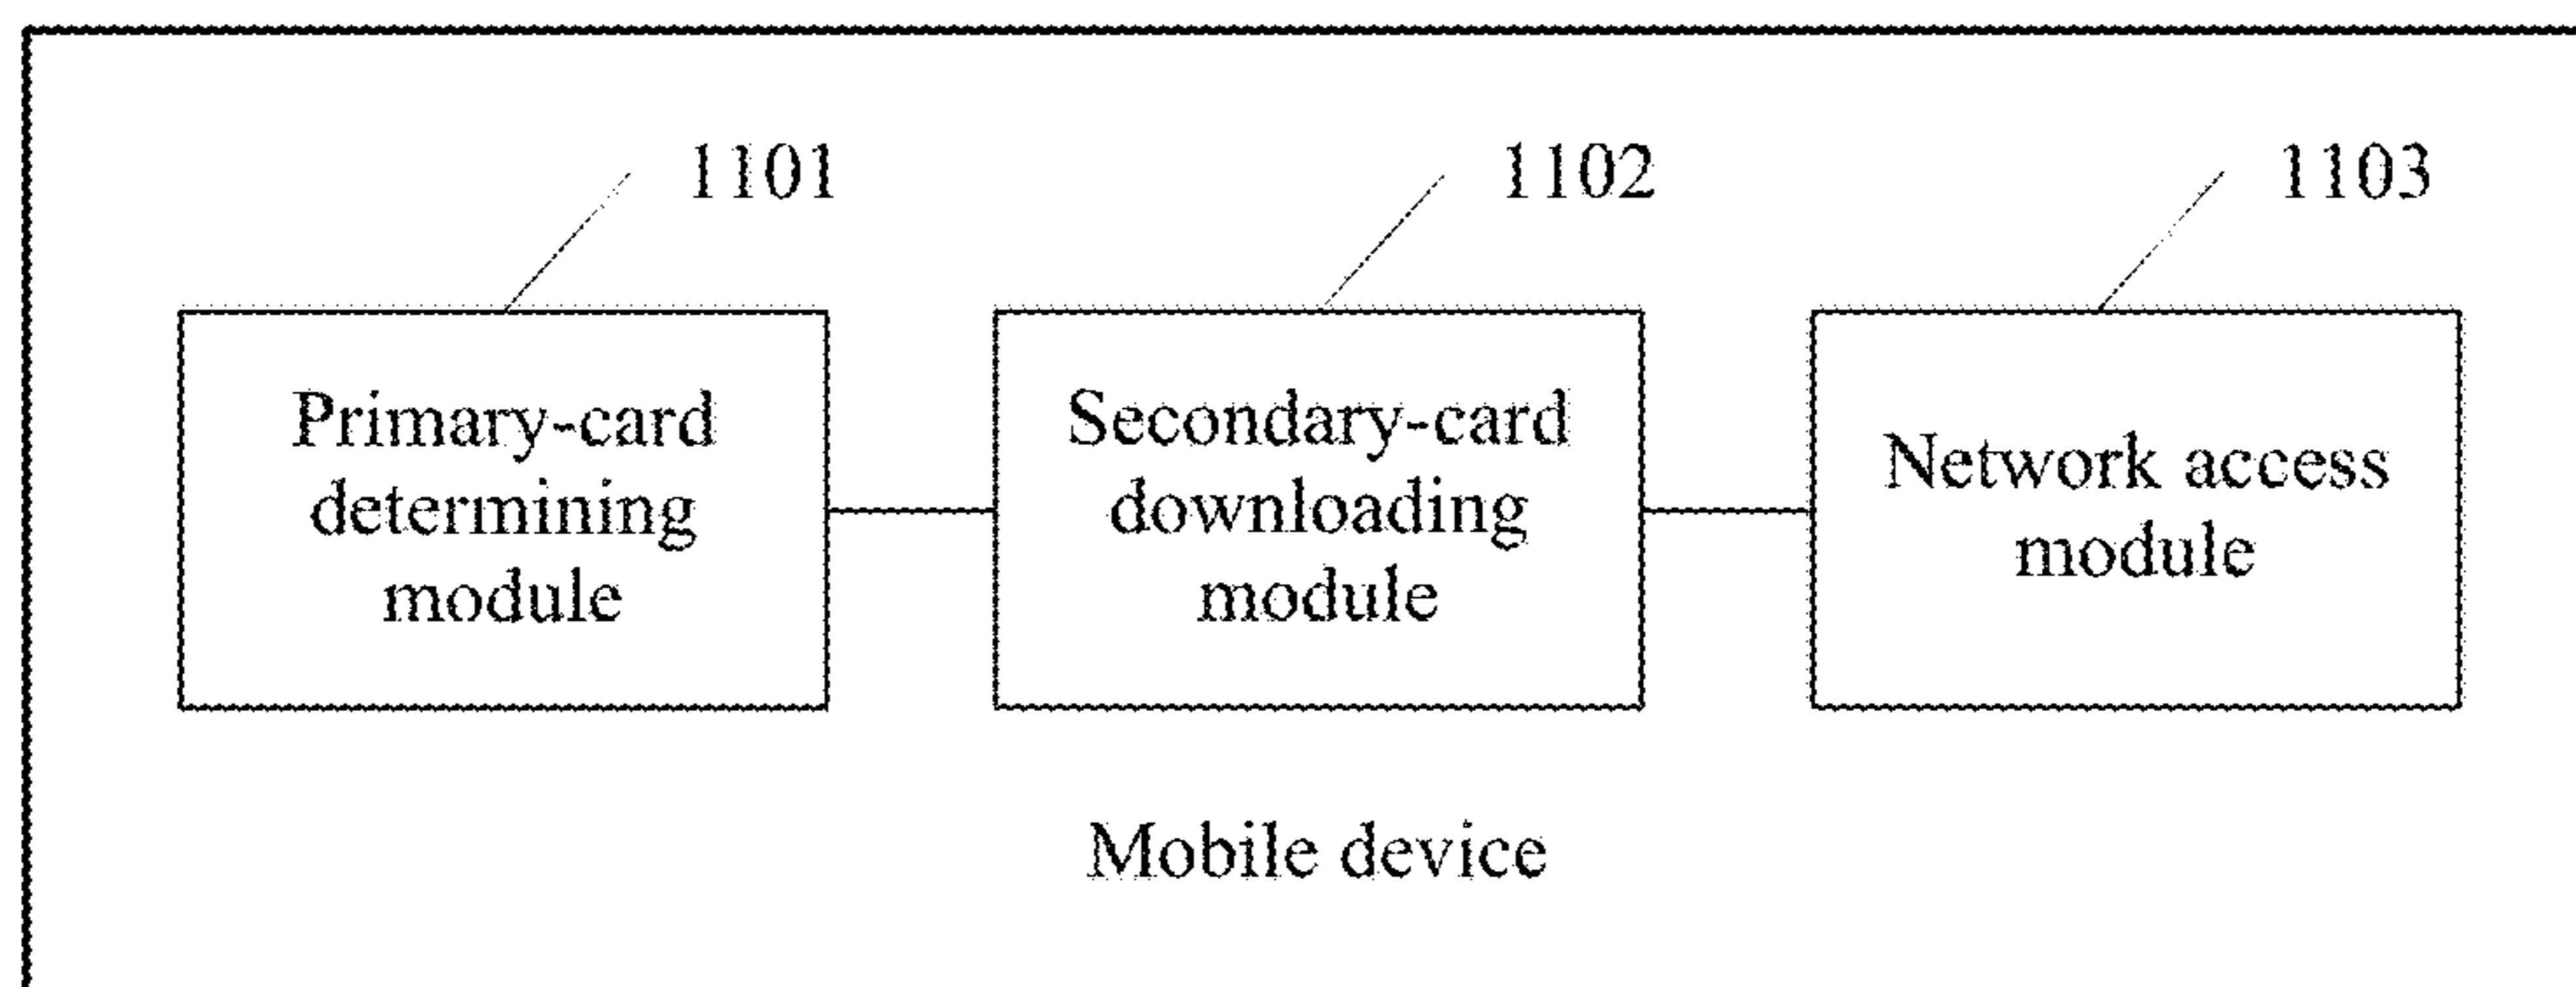 1101
1102
1103
Primary-card
determining
module
Secondary-card
downloading
module
Network access
module
Mobile device